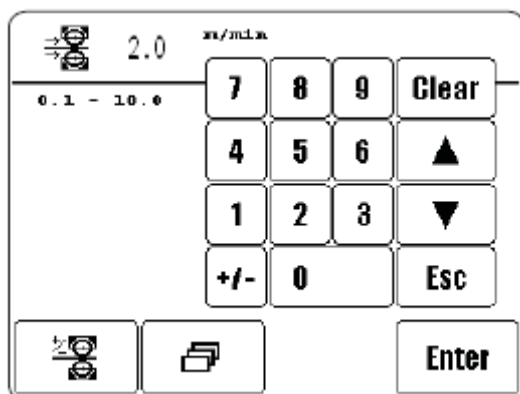 2.0 m/min
0.1 - 10.0
7 8 9 Clear
4 5 6 ▲
1 2 3 ▼
+/- 0 Esc
Enter